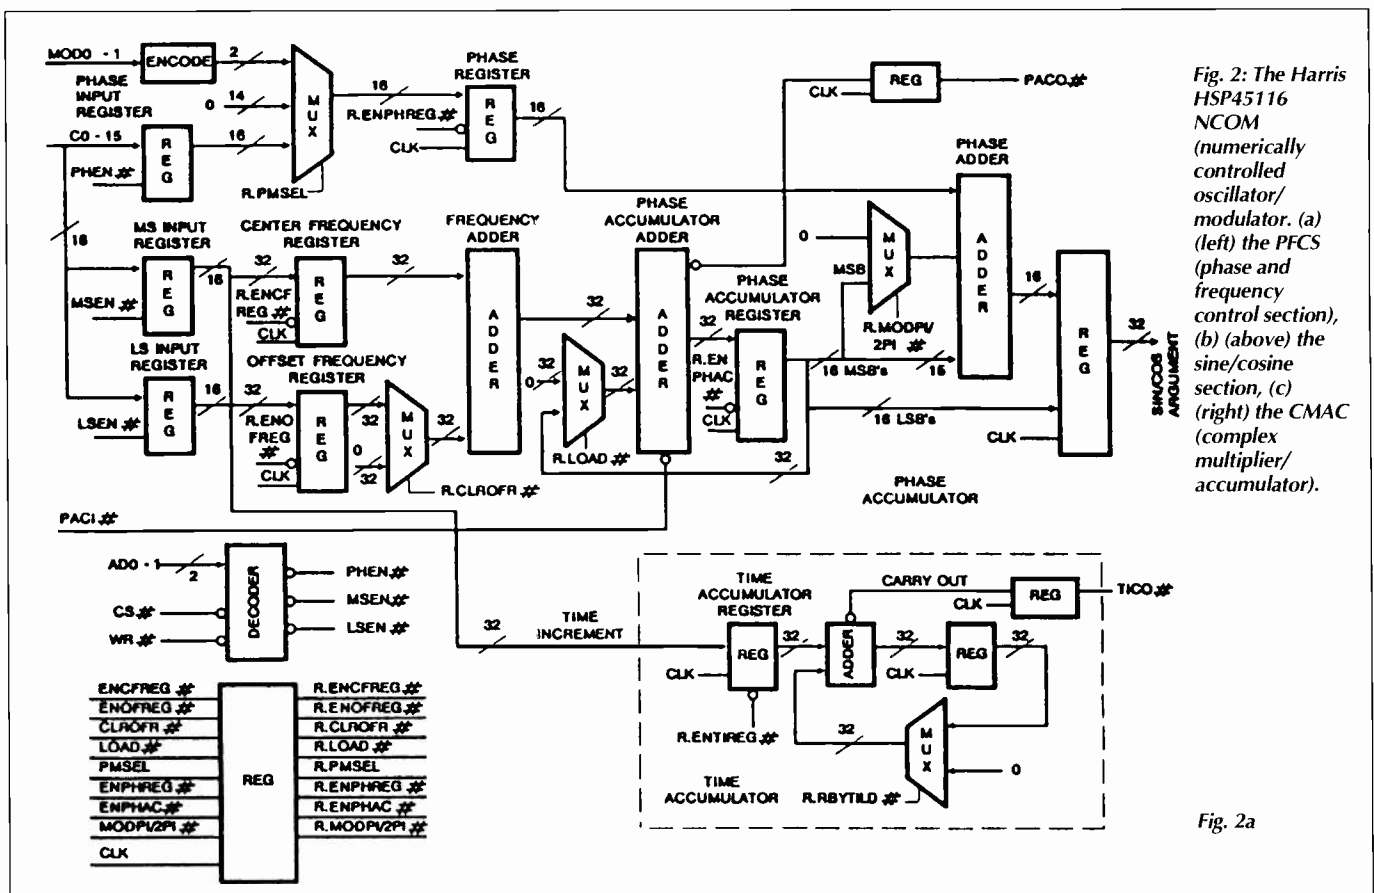 MOD0 - 1
ENCODE
2
PHASE
INPUT
REGISTER
0
14
C0 - 15
REG
16
PHEN #
MUX
R.PMSEL
16
PHASE
REGISTER
R.ENPHREG #
CLK
REG
16
CLK
REG
PACO #
16
MS INPUT
REGISTER
REG
MSEN #
16
CENTER FREQUENCY
REGISTER
32
R.ENCF
REG #
CLK
REG
32
LS INPUT
REGISTER
REG
LSEN #
16
OFFSET FREQUENCY
REGISTER
32
R.ENO
FREG
#
CLK
REG
32
0
32
MUX
32
R.CLROFR #
FREQUENCY
ADDER
ADDER
32
0
32
MUX
32
R.LOAD #
PHASE
ACCUMULATOR
ADDER
ADDER
PHASE
ACCUMULATOR
REGISTER
32
R.EN
PHAC
#
CLK
REG
32
0
MSB
MUX
R.MODPI/
2PI #
16 MSB's
15
16 LSB's
PHASE
ADDER
ADDER
16
CLK
REG
32
SIN/COS
ARGUMENT
PHASE
ACCUMULATOR
PACI #
AD0 - 1
2
CS #
WR #
DECODER
PHEN #
MSEN #
LSEN #
32
TIME
INCREMENT
TIME
ACCUMULATOR
REGISTER
CLK
REG
R.ENTIREG #
32
ADDER
CARRY OUT
CLK
REG
TICO #
32
CLK
REG
32
32
MUX
0
R.RBYTILD #
TIME
ACCUMULATOR
ENCFREG #
ENOFREG #
CLROFR #
LOAD #
PMSEL
ENPHREG #
ENPHAC #
MODPI/2PI #
CLK
REG
R.ENCFREG #
R.ENOFREG #
R.CLROFR #
R.LOAD #
R.PMSEL
R.ENPHREG #
R.ENPHAC #
R.MODPI/2PI #
Fig. 2: The Harris
HSP45116
NCOM
(numerically
controlled
oscillator/
modulator. (a)
(left) the PFCS
(phase and
frequency
control section),
(b) (above) the
sine/cosine
section, (c)
(right) the CMAC
(complex
multiplier/
accumulator).
Fig. 2a